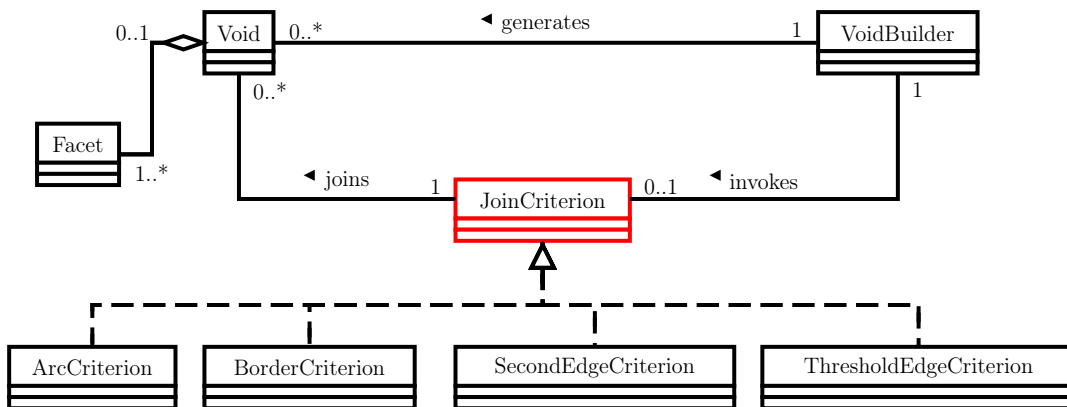 0..1
Void
0..*
◄ generates
1
VoidBuilder
0..*
1
Facet
1..*
◄ joins
1
JoinCriterion
0..1
◄ invokes
ArcCriterion
BorderCriterion
SecondEdgeCriterion
ThresholdEdgeCriterion